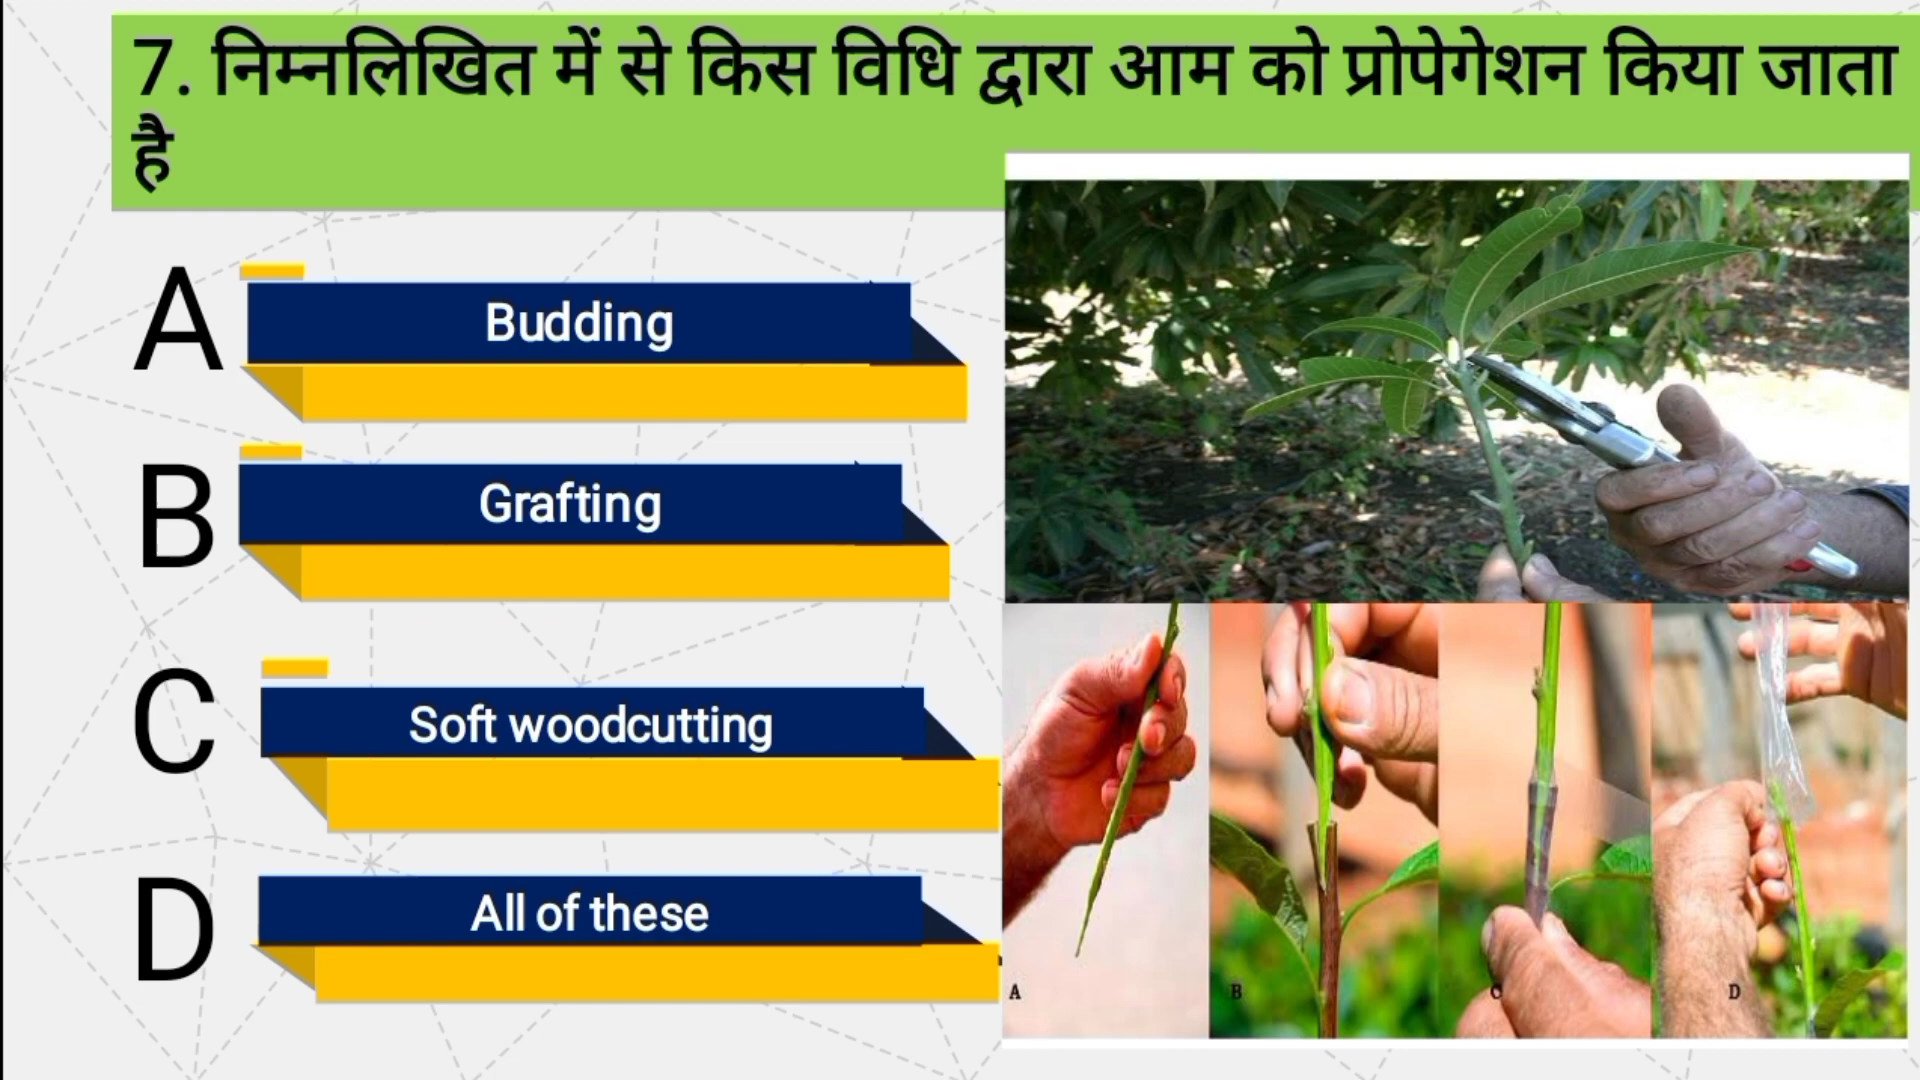 7. निम्नलिखित में से किस विधि द्वारा आम को प्रोपेगेशन किया जाता
है
A
Budding
B
Grafting
C
Soft woodcutting
D
All of these
A
B
C
D